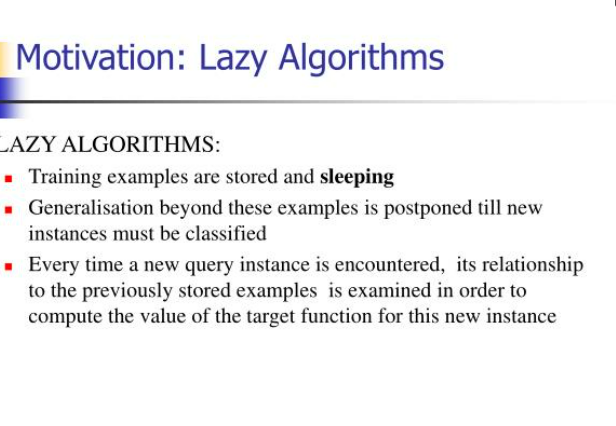 Motivation: Lazy Algorithms
LAZY ALGORITHMS:
Training examples are stored and sleeping
Generalisation beyond these examples is postponed till new
instances must be classified
Every time a new query instance is encountered, its relationship
to the previously stored examples is examined in order to
compute the value of the target function for this new instance